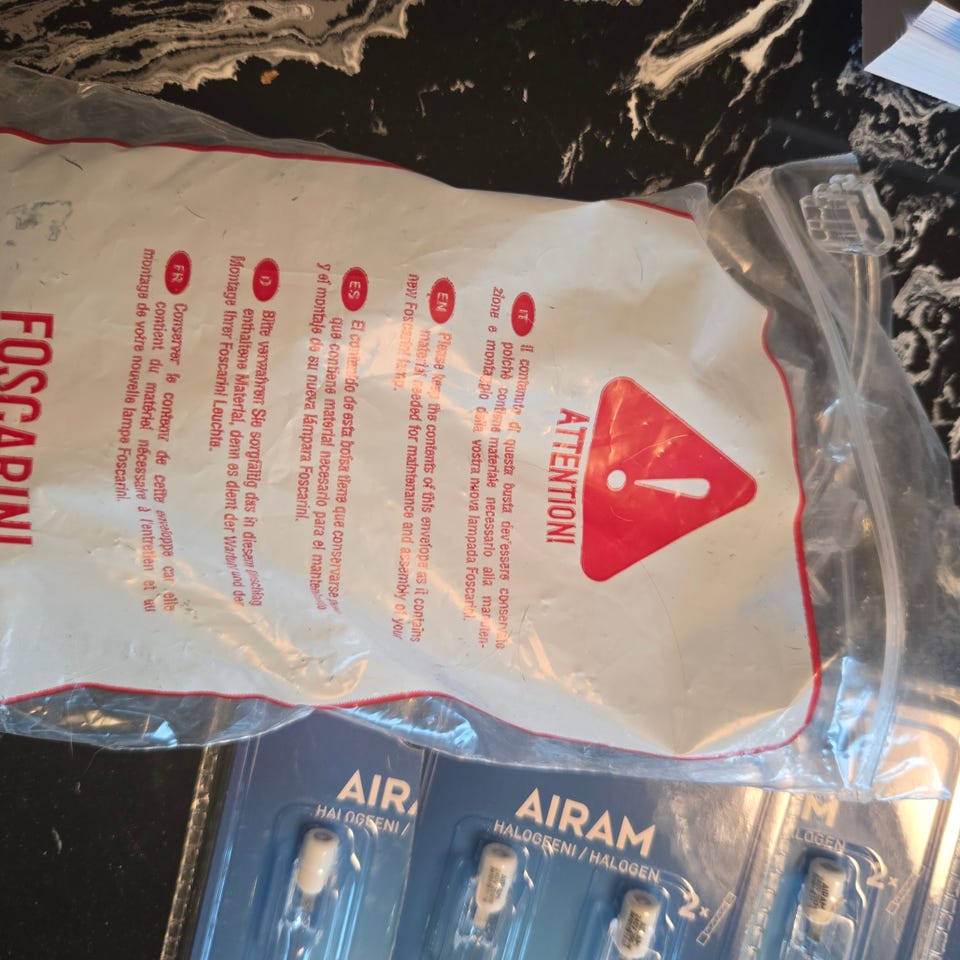 ATTENTION!
IT Il contenuto di questa busta dev'essere conservato
poichè contiene materiale necessario alla manuten-
zione e montaggio della vostra nuova lampada Foscarini.
EN Please keep the contents of this envelope as it contains
material needed for maintenance and assembly of your
new Foscarini lamp.
ES El contenido de esta bolsa tiene que conservarse
que contiene material necesario para el
y el montaje de su nueva lámpara Foscarini.
D Bitte verwahren Sie sorgfältig das in diesem Umschlag
enthaltene Material, denn es dient der Wartung und der
Montage Ihrer Foscarini Leuchte.
FR Conserver le contenu de cette enveloppe car elle
contient du matériel nécessaire à l'entretien et au
montage de votre nouvelle lampe Foscarini.
FOSCARINI
AIRA
HALOGEENI /
AIRAM
HALOGEENI / HALOGEN
2x
M
LOGEN
2x